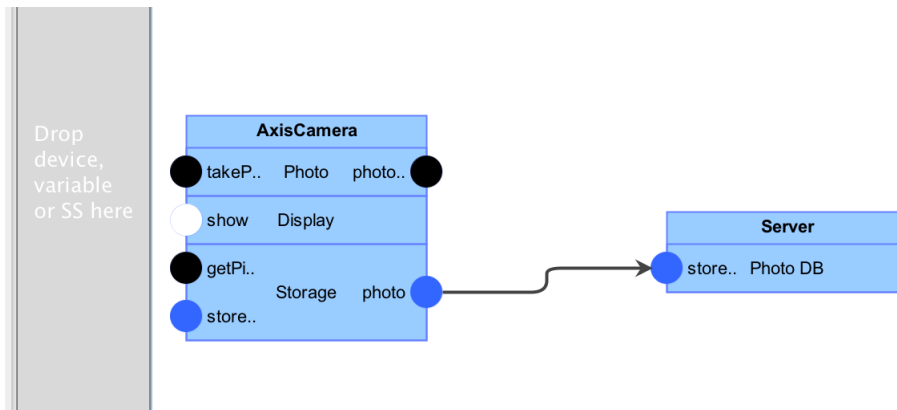 Drop
device,
variable
or SS here
AxisCamera
takeP.. Photo photo..
show Display
getPi..
Storage photo
store..
Server
store.. Photo DB